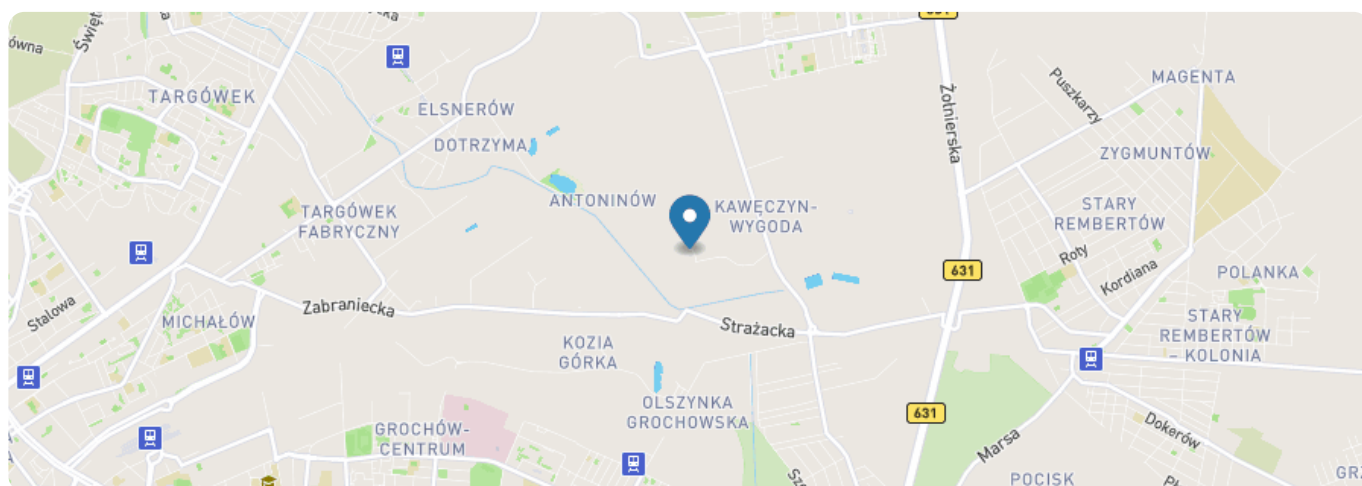 631
ówna
TARGÓWEK
ELSNERÓW
DOTRZYMA
Żołnierska
Puszkarzy
MAGENTA
ZYGMUNTÓW
ANTONINÓW
TARGÓWEK
FABRYCZNY
KAWĘCZYN-
WYGODA
STARY
REMBERTÓW
Roty
Kordiana
POLANKA
631
Stalowa
Zabraniecka
MICHAŁÓW
Strażacka
KOZIA
GÓRKA
STARY
REMBERTÓW
– KOLONIA
OLSZYNKA
GROCHOWSKA
631
GROCHÓW-
CENTRUM
Marsa
Dokerów
POCISK